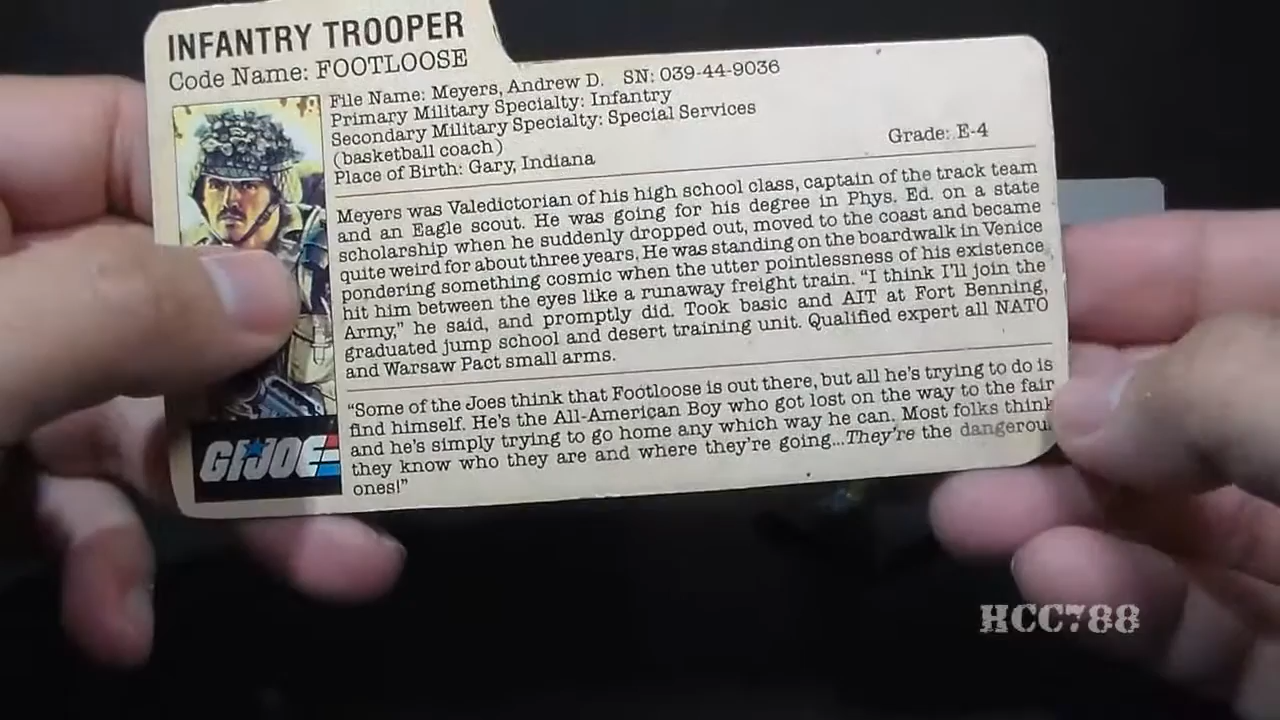 INFANTRY TROOPER
Code Name: FOOTLOOSE
File Name: Meyers, Andrew D. SN: 039-44-9036
Primary Military Specialty: Infantry
Secondary Military Specialty: Special Services
(basketball coach)
Grade: E-4
Place of Birth: Gary, Indiana
Meyers was Valedictorian of his high school class, captain of the track team
and an Eagle scout. He was going for his degree in Phys. Ed. on a state
scholarship when he suddenly dropped out, moved to the coast and became
quite weird for about three years. He was standing on the boardwalk in Venice
pondering something cosmic when the utter pointlessness of his existence
hit him between the eyes like a runaway freight train. "I think I'll join the
Army," he said, and promptly did. Took basic and AIT at Fort Benning,
graduated jump school and desert training unit. Qualified expert all NATO
and Warsaw Pact small arms.
"Some of the Joes think that Footloose is out there, but all he's trying to do is
find himself. He's the All-American Boy who got lost on the way to the fair
and he's simply trying to go home any which way he can. Most folks think
they know who they are and where they're going...They're the dangerou
ones!"
GI JOE
HCC788